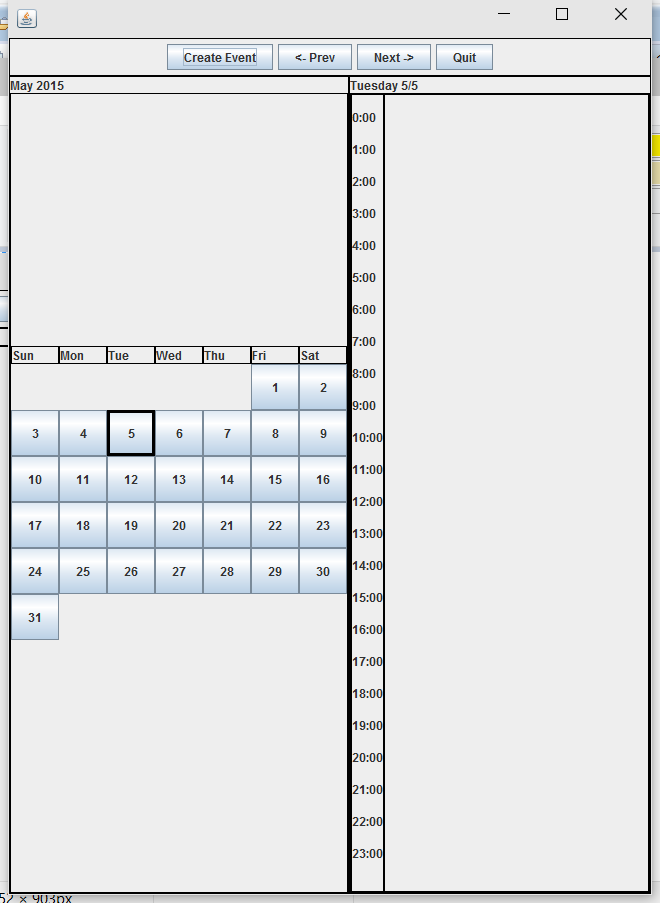 Create Event <- Prev Next -> Quit
May 2015
Sun Mon Tue Wed Thu Fri Sat
1 2
3 4 5 6 7 8 9
10 11 12 13 14 15 16
17 18 19 20 21 22 23
24 25 26 27 28 29 30
31
Tuesday 5/5
0:00
1:00
2:00
3:00
4:00
5:00
6:00
7:00
8:00
9:00
10:00
11:00
12:00
13:00
14:00
15:00
16:00
17:00
18:00
19:00
20:00
21:00
22:00
23:00
52 × 903px